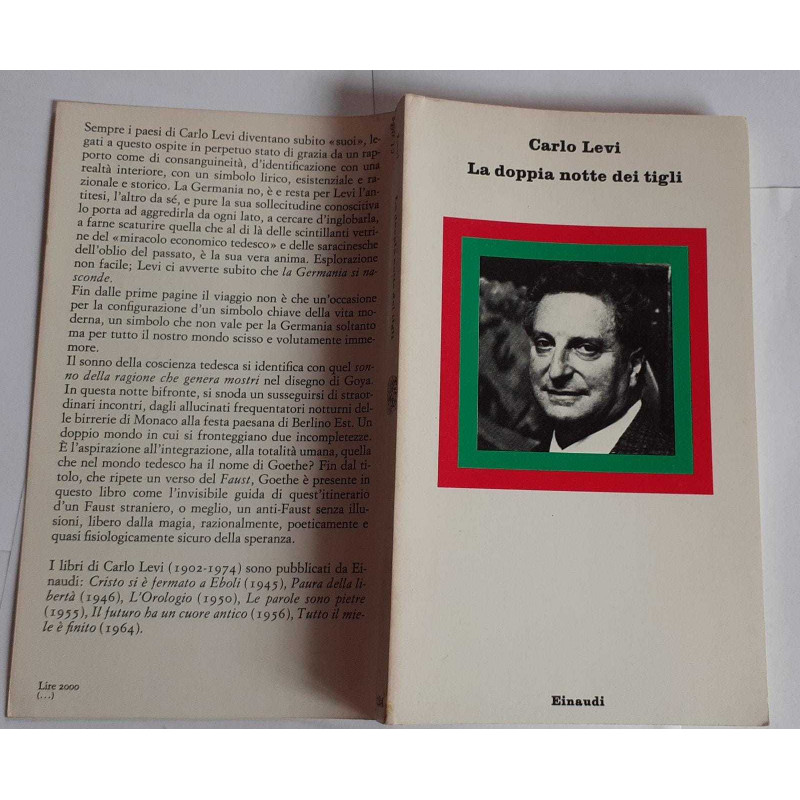 Sempre i paesi di Carlo Levi diventano subito «suoi», le-
gati a questo ospite in perpetuo stato di grazia da un rap-
porto come di consanguineità, d'identificazione con una
realtà interiore, con un simbolo lirico, esistenziale e ra-
zionale e storico. La Germania no, è e resta per Levi l'an-
titesi, l'altro da sé, e pure la sua sollecitudine conoscitiva
lo porta ad aggredirla da ogni lato, a cercare d'inglobarla,
a farne scaturire quella che al di là delle scintillanti vetri-
ne del «miracolo economico tedesco» e delle saracinesche
dell'oblio del passato, è la sua vera anima. Esplorazione
non facile; Levi ci avverte subito che la Germania si na-
sconde.
Fin dalle prime pagine il viaggio non è che un'occasione
per la configurazione d'un simbolo chiave della vita mo-
derna, un simbolo che non vale per la Germania soltanto
ma per tutto il nostro mondo scisso e volutamente imme-
more.
Il sonno della coscienza tedesca si identifica con quel son-
no della ragione che genera mostri nel disegno di Goya.
In questa notte bifronte, si snoda un susseguirsi di straor-
dinari incontri, dagli allucinati frequentatori notturni del-
le birrerie di Monaco alla festa paesana di Berlino Est. Un
doppio mondo in cui si fronteggiano due incompletezze.
È l'aspirazione all'integrazione, alla totalità umana, quella
che nel mondo tedesco ha il nome di Goethe? Fin dal ti-
tolo, che ripete un verso del Faust, Goethe è presente in
questo libro come l'invisibile guida di quest'itinerario
d'un Faust straniero, o meglio, un anti-Faust senza illu-
sioni, libero dalla magia, razionalmente, poeticamente e
quasi fisiologicamente sicuro della speranza.
I libri di Carlo Levi (1902-1974) sono pubblicati da Ei-
naudi: Cristo si è fermato a Eboli (1945), Paura della li-
bertà (1946), L'Orologio (1950), Le parole sono pietre
(1955), Il futuro ha un cuore antico (1956), Tutto il mie-
le è finito (1964).
Lire 2000
(...)
Carlo Levi
La doppia notte dei tigli
Einaudi